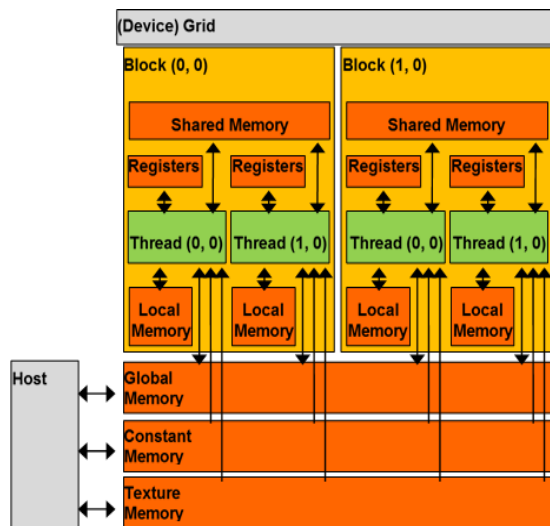 (Device) Grid
Block (0, 0)
Block (1, 0)
Shared Memory
Shared Memory
Registers
Registers
Registers
Registers
Thread (0, 0)
Thread (1, 0)
Thread (0, 0)
Thread (1, 0)
Local
Memory
Local
Memory
Local
Memory
Local
Memory
Host
Global
Memory
Constant
Memory
Texture
Memory